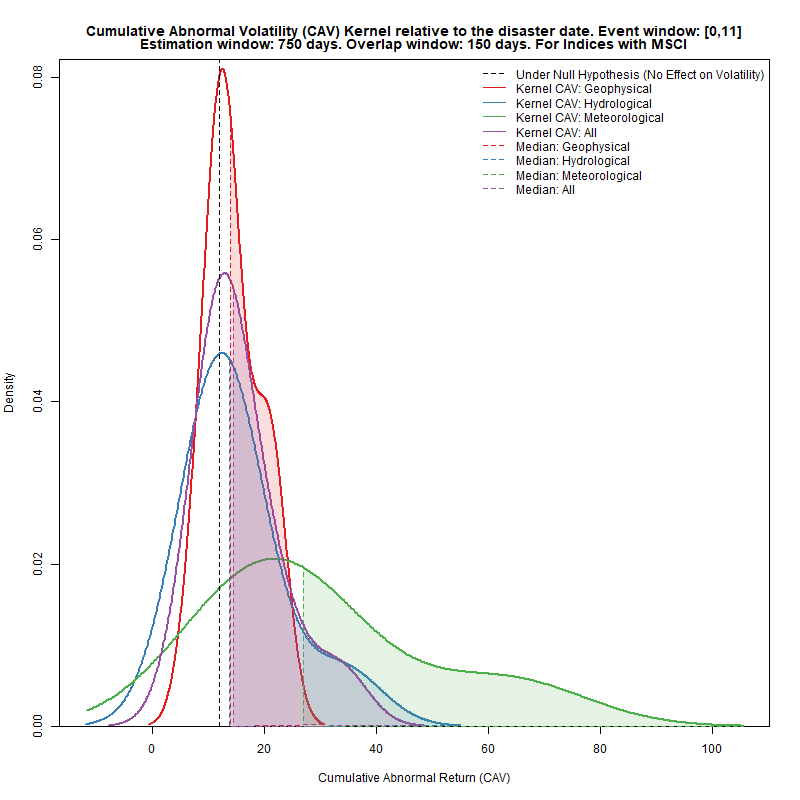 Cumulative Abnormal Volatility (CAV) Kernel relative to the disaster date. Event window: [0,11]
Estimation window: 750 days. Overlap window: 150 days. For Indices with MSCI
Under Null Hypothesis (No Effect on Volatility)
Kernel CAV: Geophysical
Kernel CAV: Hydrological
Kernel CAV: Meteorological
Kernel CAV: All
Median: Geophysical
Median: Hydrological
Median: Meteorological
Median: All
Density
0.08
0.06
0.04
0.02
0.00
0 20 40 60 80 100
Cumulative Abnormal Return (CAV)